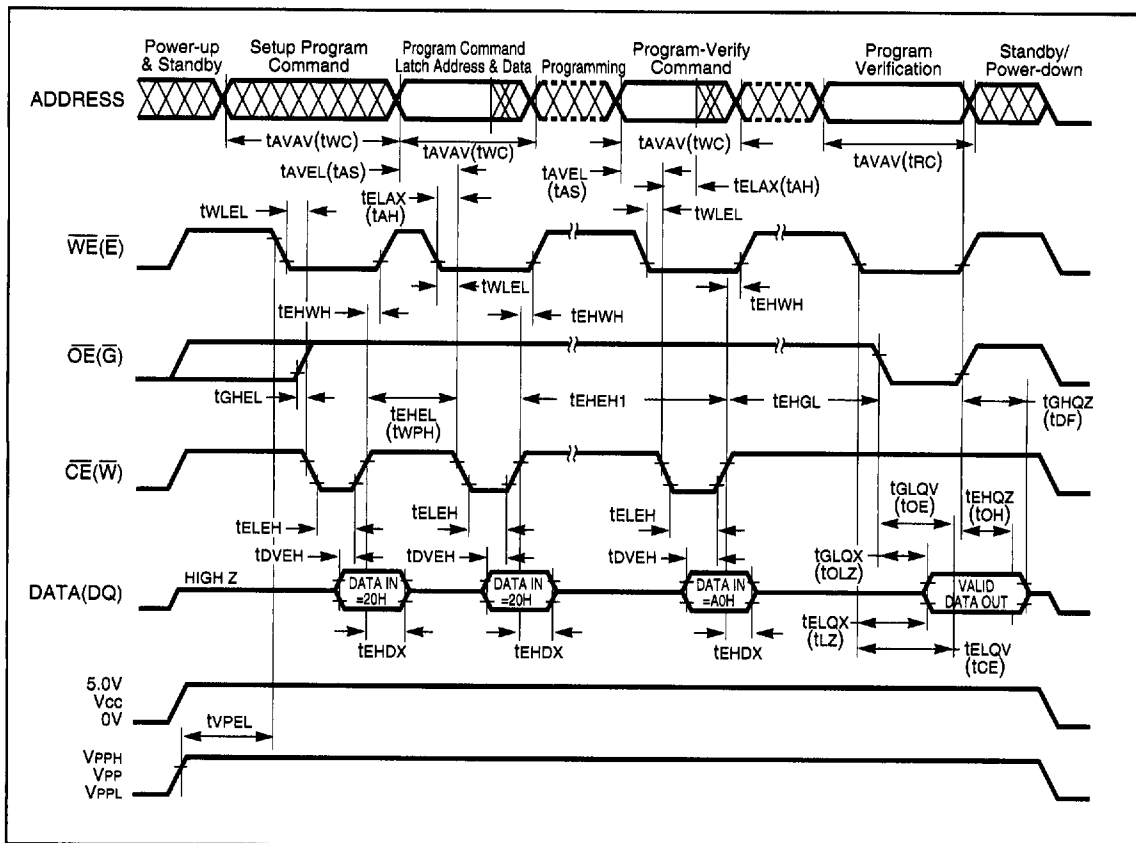 Power-up & Standby
Setup Program Command
Program Command Latch Address & Data
Programming
Program-Verify Command
Program Verification
Standby/ Power-down
ADDRESS
tAVAV(tWC)
tAVAV(tWC)
tAVAV(tWC)
tAVAV(tRC)
tAVEL(tAS)
tELAX (tAH)
tAVEL (tAS)
tELAX(tAH)
tWLEL
tWLEL
W̅E̅(E̅)
tWLEL
tEHWH
tEHWH
tEHWH
O̅E̅(G̅)
tGHEL
tEHEL (tWPH)
tEHEH1
tEHGL
tGHQZ (tDF)
C̅E̅(W̅)
tELEH
tELEH
tELEH
tGLQV (tOE)
tEHQZ (tOH)
tDVEH
tDVEH
tDVEH
tGLQX (tOLZ)
DATA(DQ)
HIGH Z
DATA IN =20H
DATA IN =20H
DATA IN =A0H
VALID DATA OUT
tEHDX
tEHDX
tEHDX
tELQX (tLZ)
tELQV (tCE)
5.0V
Vcc
0V
tVPEL
VPPH
VPP
VPPL